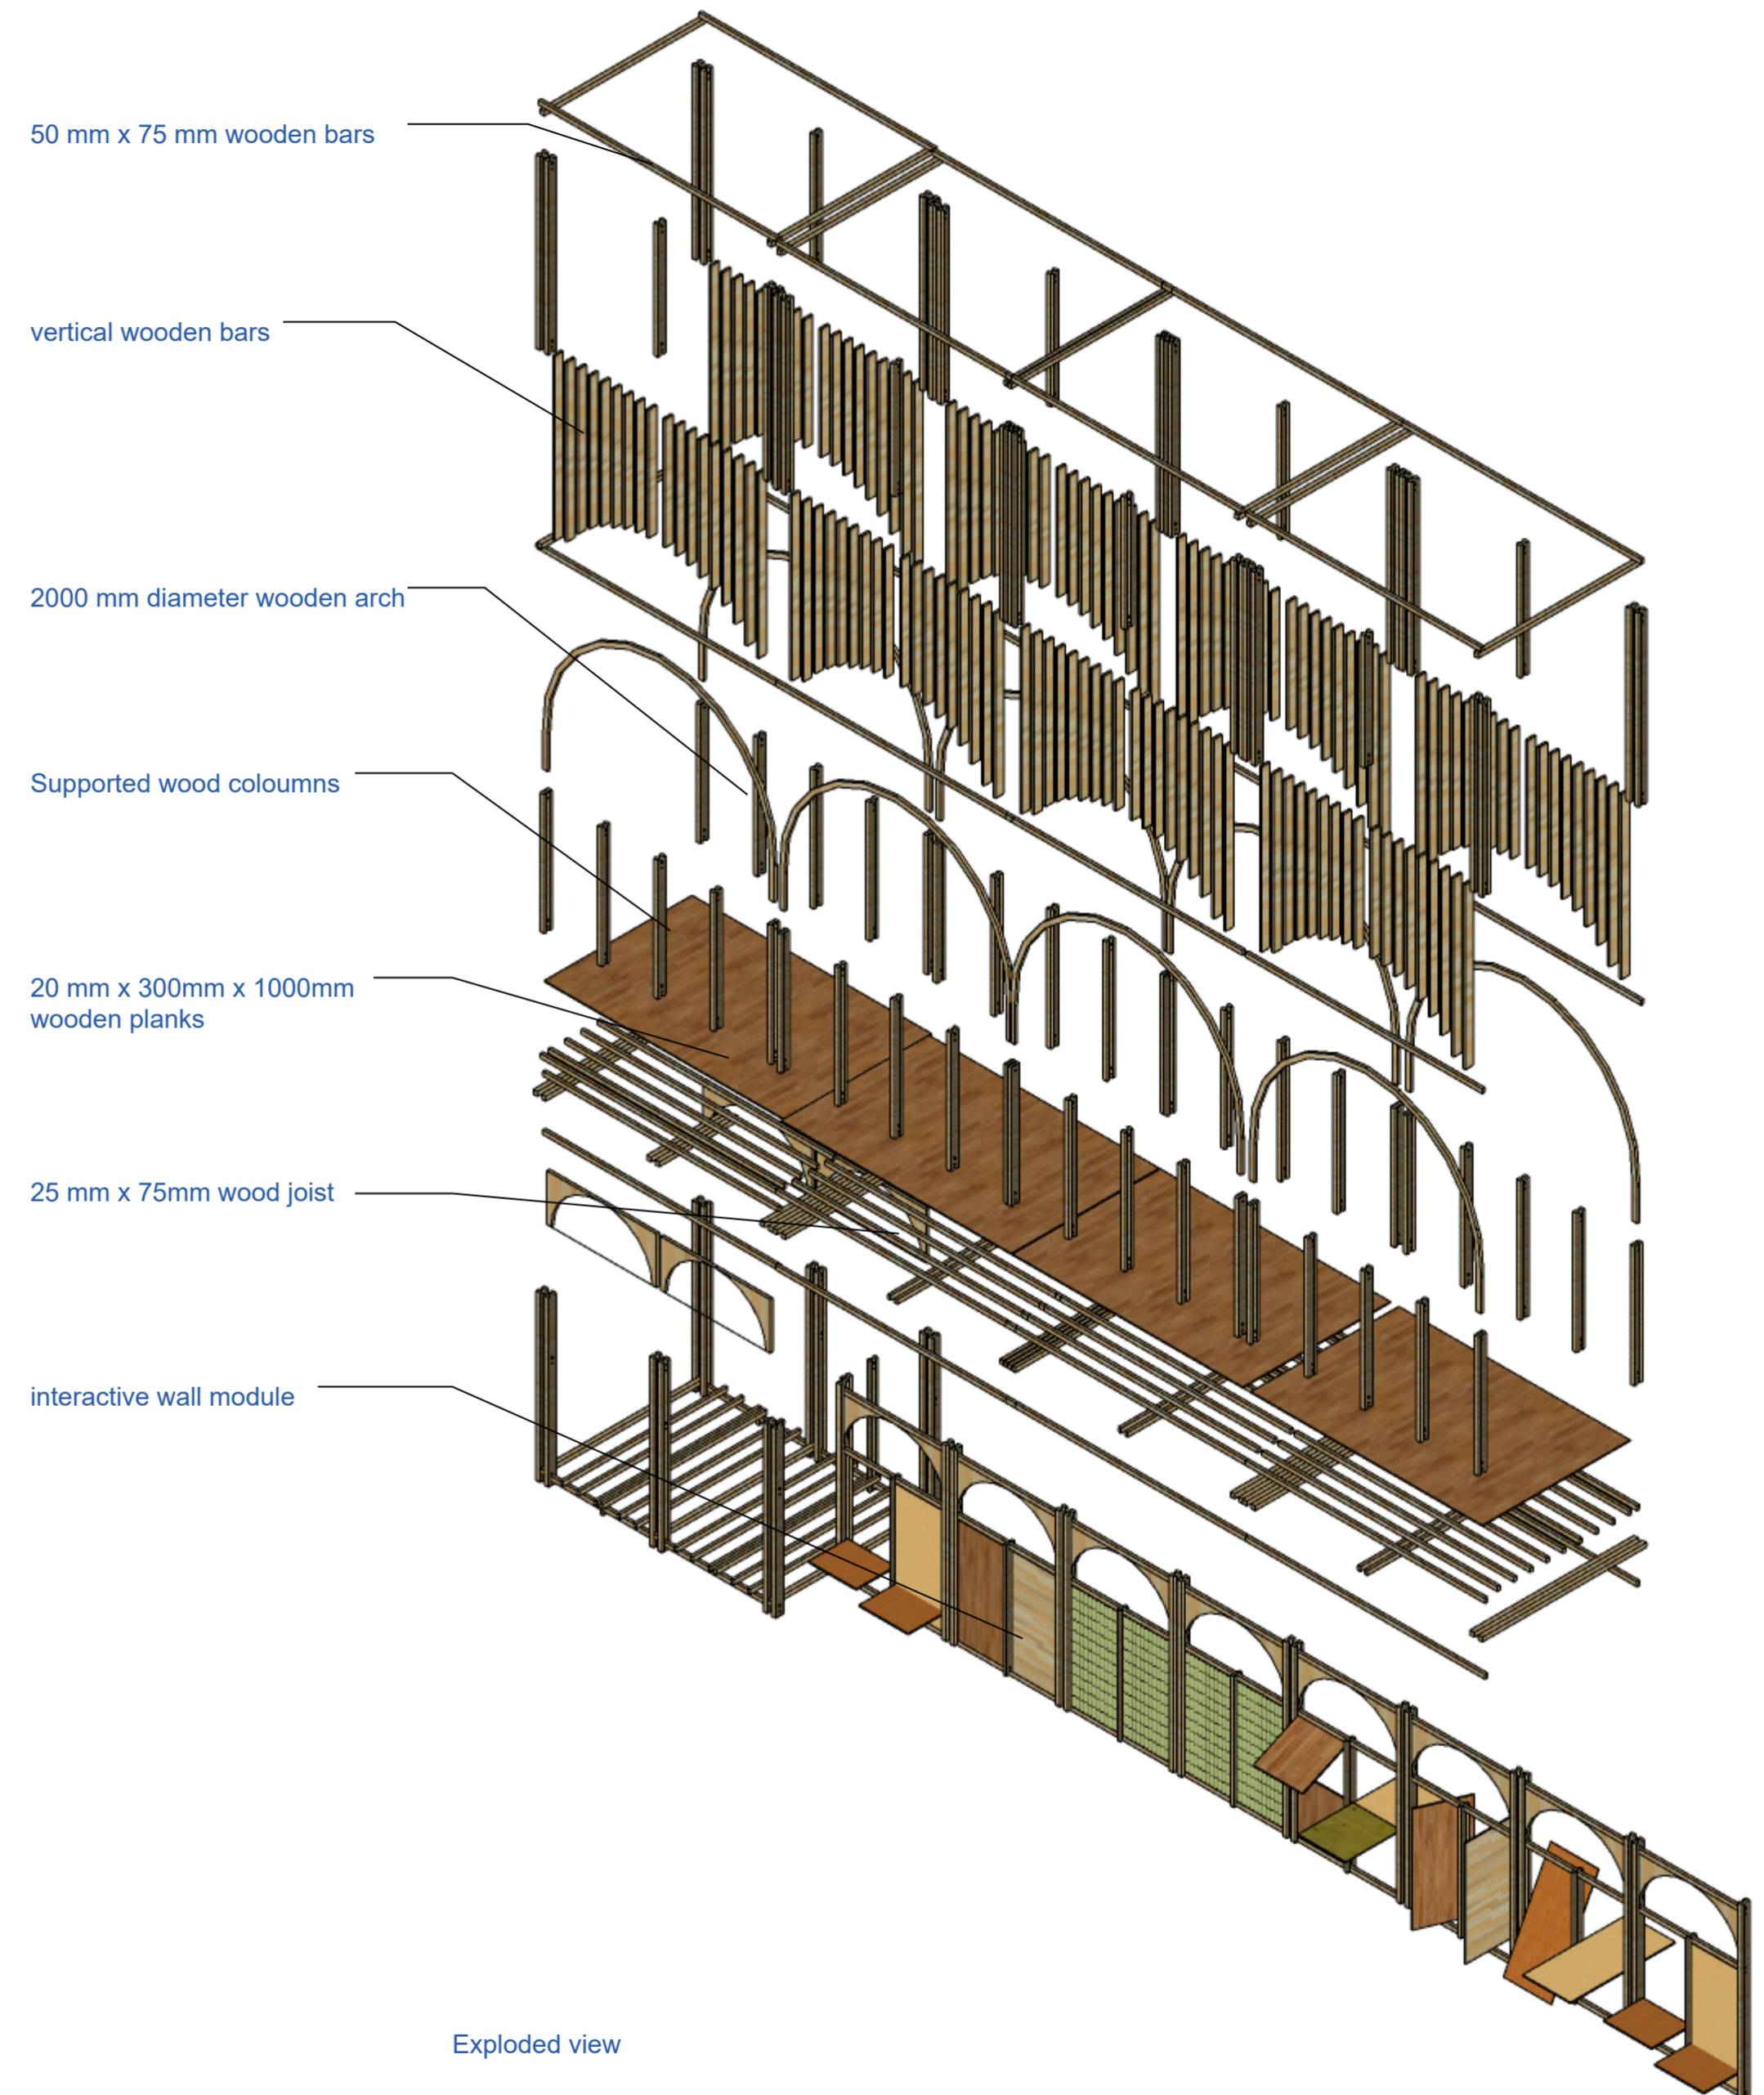 50 mm x 75 mm wooden bars
vertical wooden bars
2000 mm diameter wooden arch
Supported wood coloumns
20 mm x 300mm x 1000mm
wooden planks
25 mm x 75mm wood joist
interactive wall module
Exploded view